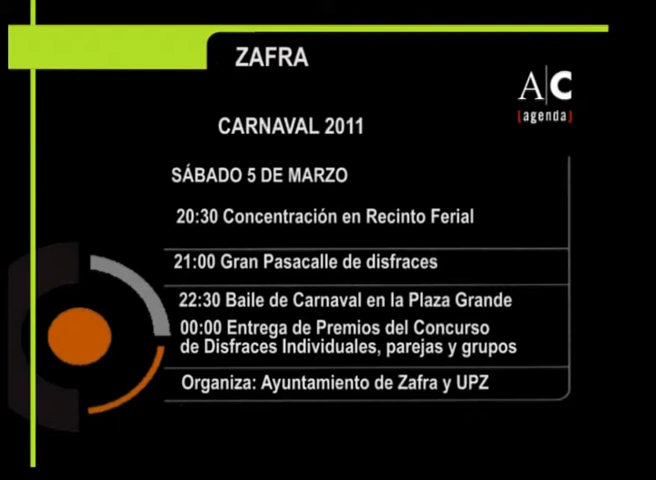 ZAFRA
A|C
[agenda]
CARNAVAL 2011
SÁBADO 5 DE MARZO
20:30 Concentración en Recinto Ferial
21:00 Gran Pasacalle de disfraces
22:30 Baile de Carnaval en la Plaza Grande
00:00 Entrega de Premios del Concurso
de Disfraces Individuales, parejas y grupos
Organiza: Ayuntamiento de Zafra y UPZ